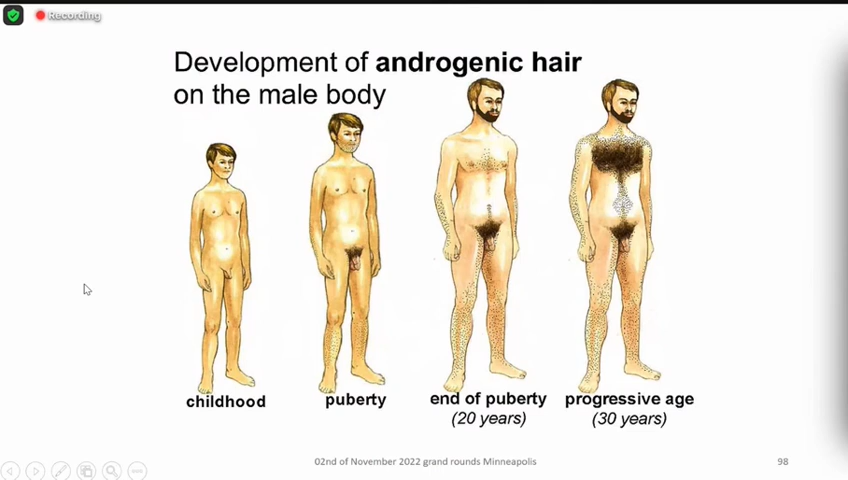 Recording
Development of androgenic hair
on the male body
childhood
puberty
end of puberty
(20 years)
progressive age
(30 years)
02nd of November 2022 grand rounds Minneapolis
98